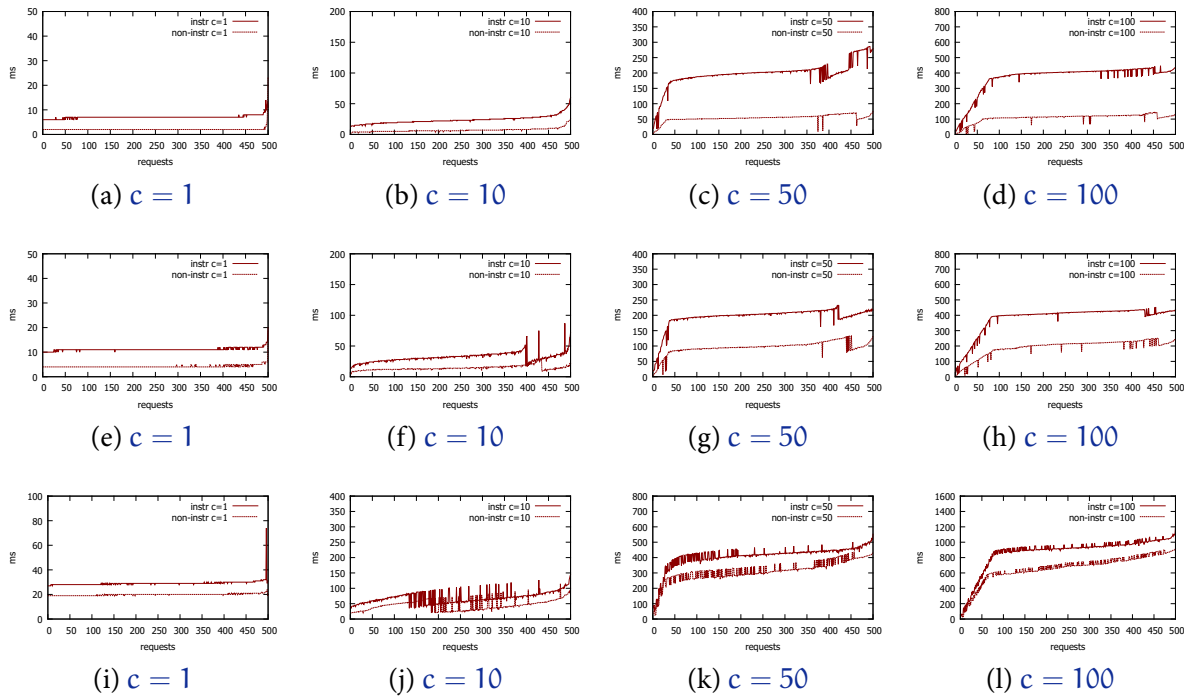 50
40
30
20
10
0
ms
instr c=1
non-instr c=1
0 50 100 150 200 250 300 350 400 450 500
requests
(a) c = 1
200
150
100
50
0
ms
instr c=10
non-instr c=10
0 50 100 150 200 250 300 350 400 450 500
requests
(b) c = 10
400
350
300
250
200
150
100
50
0
ms
instr c=50
non-instr c=50
0 50 100 150 200 250 300 350 400 450 500
requests
(c) c = 50
800
700
600
500
400
300
200
100
0
ms
instr c=100
non-instr c=100
0 50 100 150 200 250 300 350 400 450 500
requests
(d) c = 100
50
40
30
20
10
0
ms
instr c=1
non-instr c=1
0 50 100 150 200 250 300 350 400 450 500
requests
(e) c = 1
200
150
100
50
0
ms
instr c=10
non-instr c=10
0 50 100 150 200 250 300 350 400 450 500
requests
(f) c = 10
400
350
300
250
200
150
100
50
0
ms
instr c=50
non-instr c=50
0 50 100 150 200 250 300 350 400 450 500
requests
(g) c = 50
800
700
600
500
400
300
200
100
0
ms
instr c=100
non-instr c=100
0 50 100 150 200 250 300 350 400 450 500
requests
(h) c = 100
100
80
60
40
20
0
ms
instr c=1
non-instr c=1
0 50 100 150 200 250 300 350 400 450 500
requests
(i) c = 1
400
350
300
250
200
150
100
50
0
ms
instr c=10
non-instr c=10
0 50 100 150 200 250 300 350 400 450 500
requests
(j) c = 10
800
700
600
500
400
300
200
100
0
ms
instr c=50
non-instr c=50
0 50 100 150 200 250 300 350 400 450 500
requests
(k) c = 50
1600
1400
1200
1000
800
600
400
200
0
ms
instr c=100
non-instr c=100
0 50 100 150 200 250 300 350 400 450 500
requests
(l) c = 100